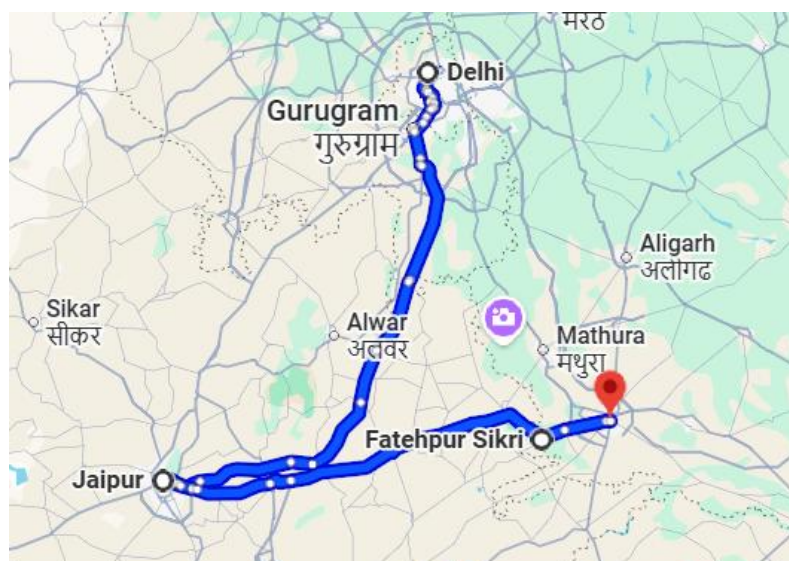 मेरठ
Delhi
Gurugram
गुरुग्राम
Aligarh
अलीगढ
Sikar
सीकर
Alwar
अलवर
Mathura
मथुरा
Fatehpur Sikri
Jaipur